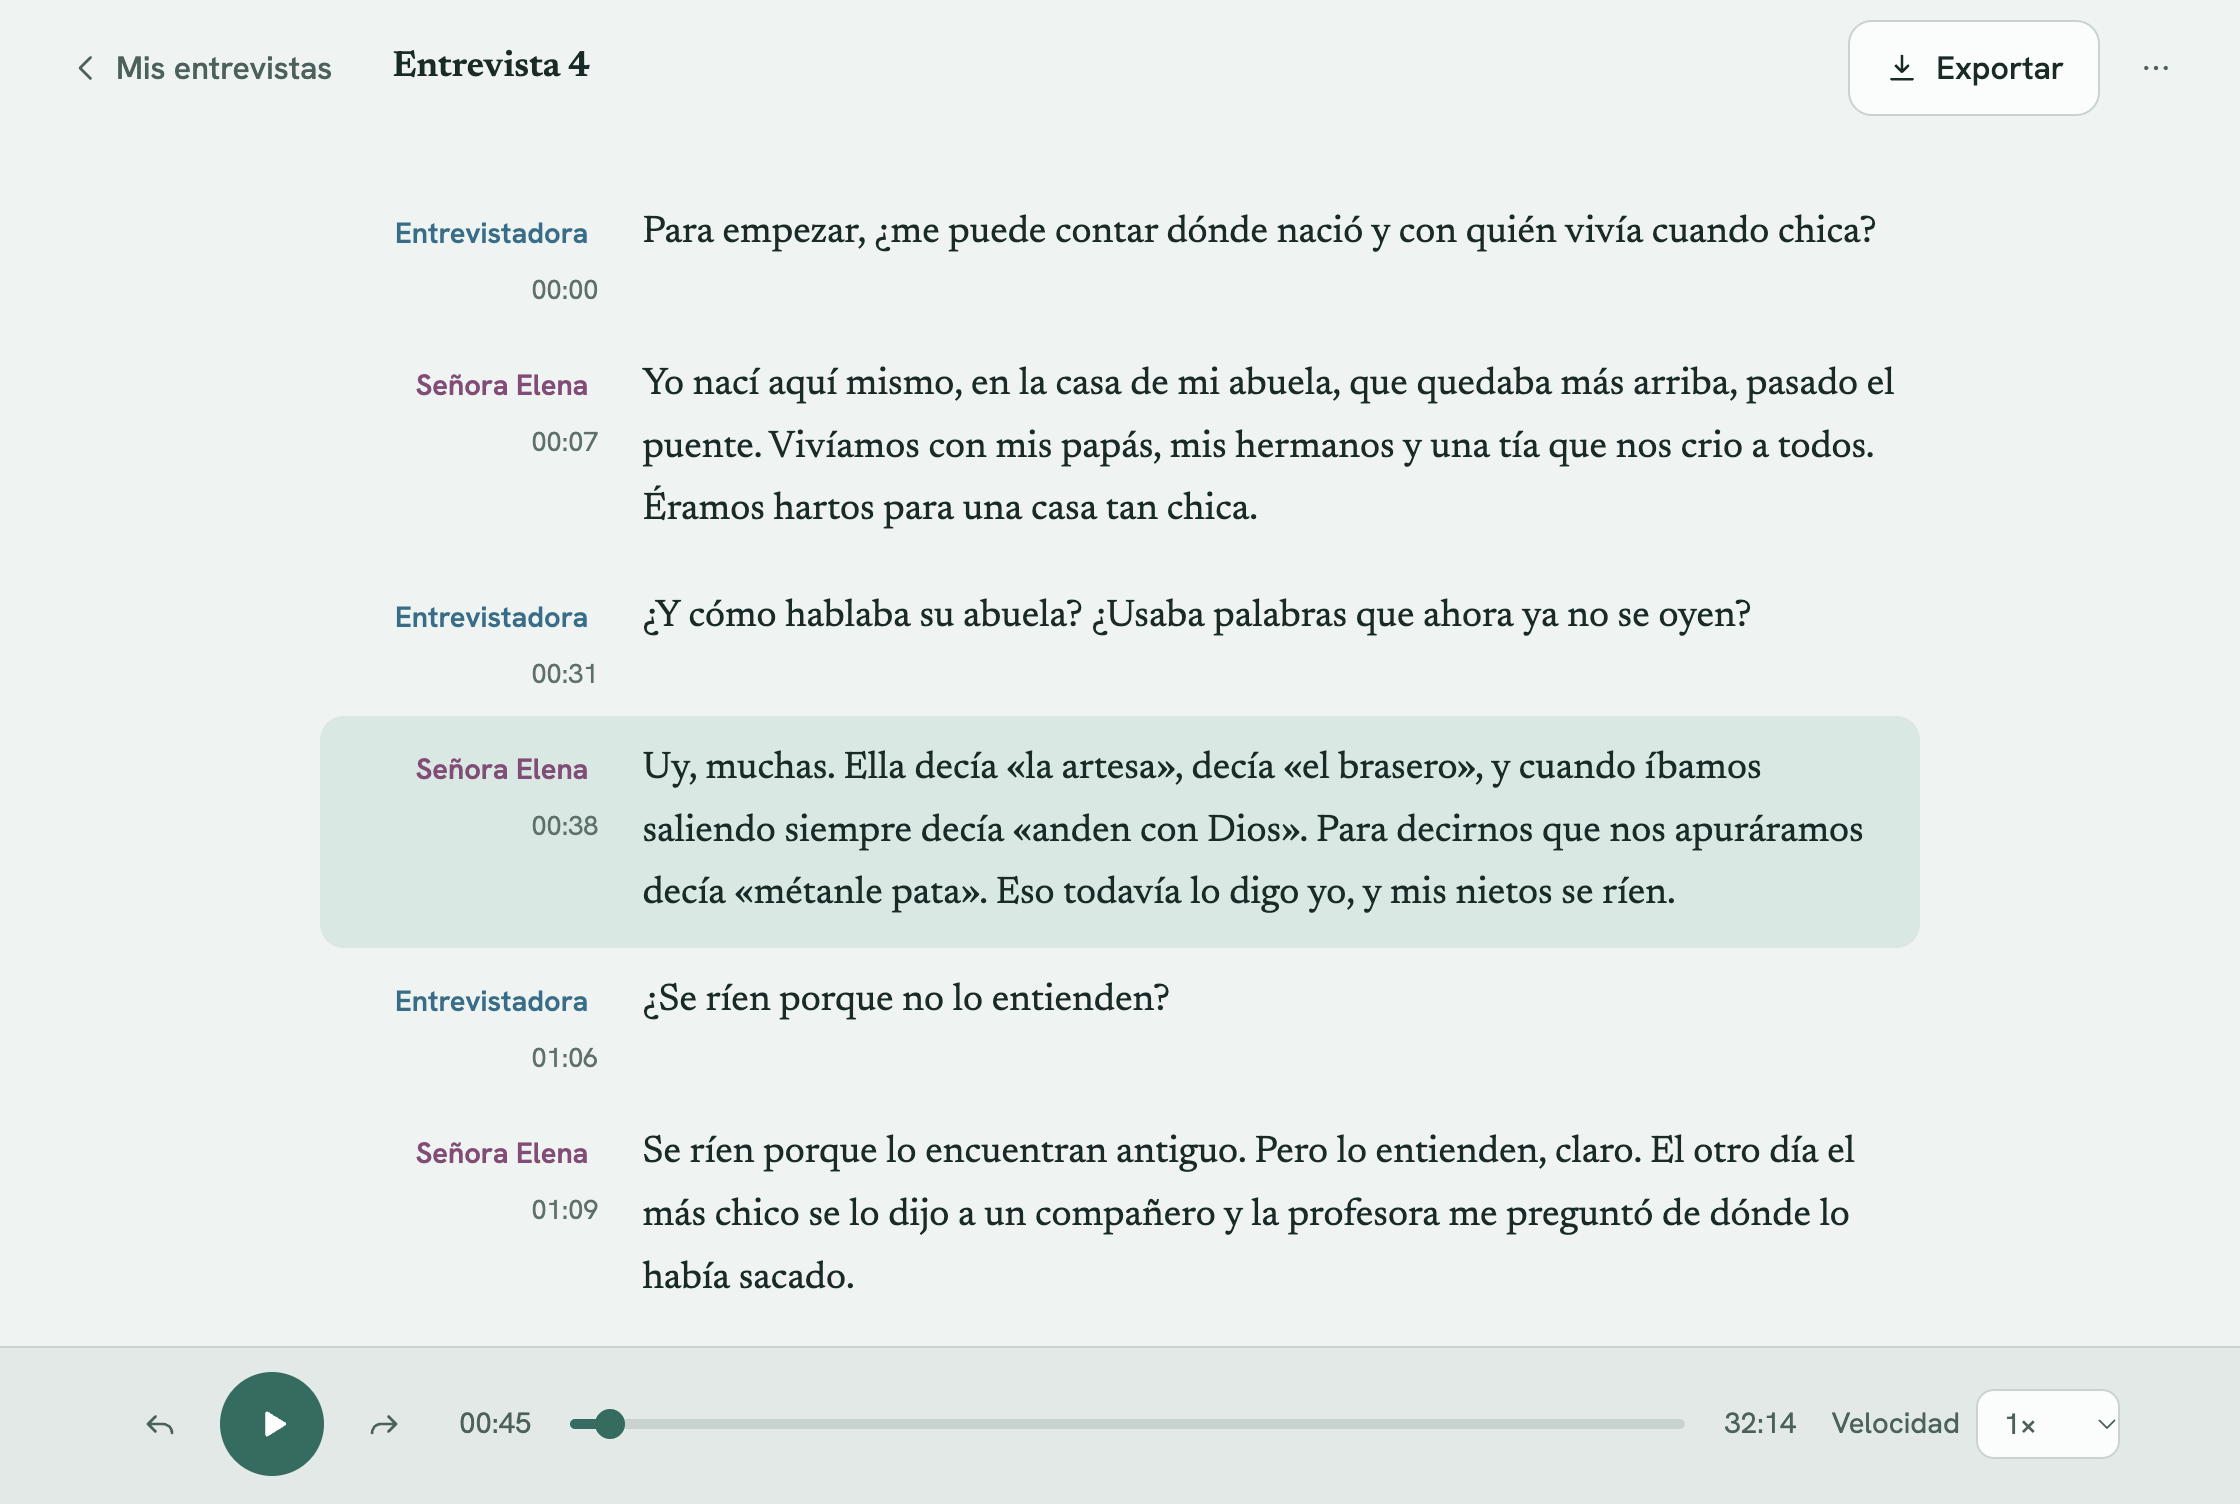 Mis entrevistas
Entrevista 4
Exportar
Entrevistadora
00:00
Para empezar, ¿me puede contar dónde nació y con quién vivía cuando chica?
Señora Elena
00:07
Yo nací aquí mismo, en la casa de mi abuela, que quedaba más arriba, pasado el
puente. Vivíamos con mis papás, mis hermanos y una tía que nos crio a todos.
Éramos hartos para una casa tan chica.
Entrevistadora
00:31
¿Y cómo hablaba su abuela? ¿Usaba palabras que ahora ya no se oyen?
Señora Elena
00:38
Uy, muchas. Ella decía «la artesa», decía «el brasero», y cuando íbamos
saliendo siempre decía «anden con Dios». Para decirnos que nos apuráramos
decía «métanle pata». Eso todavía lo digo yo, y mis nietos se ríen.
Entrevistadora
01:06
¿Se ríen porque no lo entienden?
Señora Elena
01:09
Se ríen porque lo encuentran antiguo. Pero lo entienden, claro. El otro día el
más chico se lo dijo a un compañero y la profesora me preguntó de dónde lo
había sacado.
00:45
32:14
Velocidad
1×